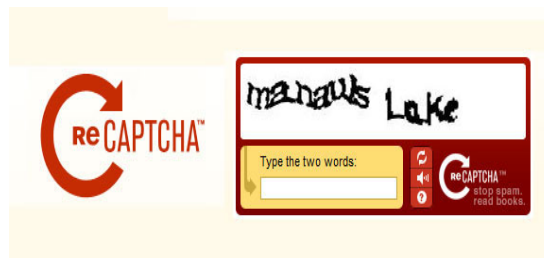 ReCAPTCHA™
manauls Lake
Type the two words:
ReCAPTCHA™
stop spam.
read books.